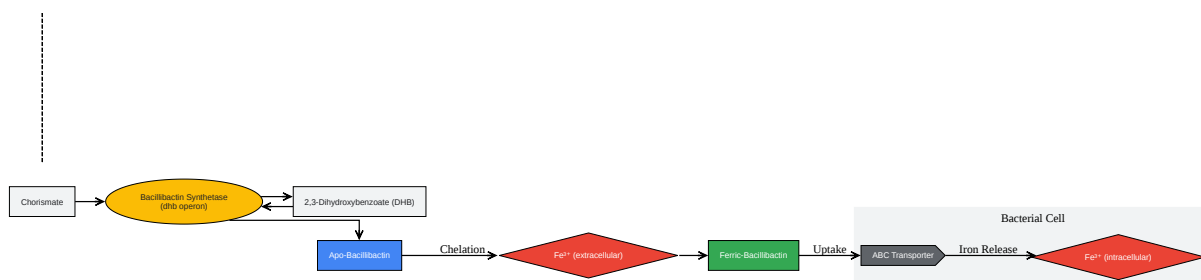 Chorismate
Bacillibactin Synthetase
(dhb operon)
2,3-Dihydroxybenzoate (DHB)
Apo-Bacillibactin
Chelation
Fe³⁺ (extracellular)
Ferric-Bacillibactin
Uptake
Bacterial Cell
ABC Transporter
Iron Release
Fe³⁺ (intracellular)